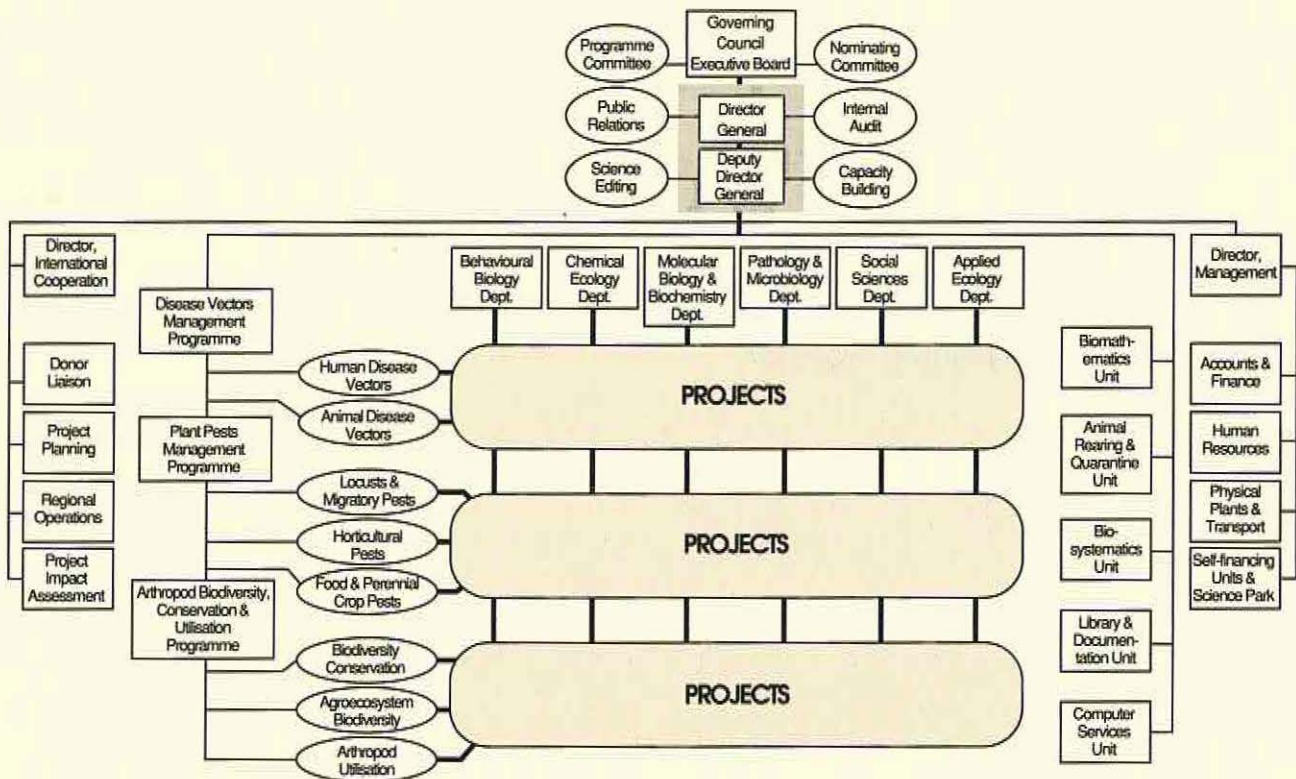 Programme
Committee
Governing
Council
Executive Board
Nominating
Committee
Public
Relations
Director
General
Internal
Audit
Science
Editing
Deputy
Director
General
Capacity
Building
Director,
International
Cooperation
Donor
Liaison
Project
Planning
Regional
Operations
Project
Impact
Assessment
Disease Vectors
Management
Programme
Plant Pests
Management
Programme
Arthropod Biodiversity,
Conservation &
Utilisation
Programme
Behavioural
Biology
Dept.
Chemical
Ecology
Dept.
Molecular
Biology &
Biochemistry
Dept.
Pathology &
Microbiology
Dept.
Social
Sciences
Dept.
Applied
Ecology
Dept.
Human Disease
Vectors
Animal Disease
Vectors
PROJECTS
Locusts &
Migratory Pests
Horticultural
Pests
Food & Perennial
Crop Pests
PROJECTS
Biodiversity
Conservation
Agroecosystem
Biodiversity
Arthropod
Utilisation
PROJECTS
Biomath-
ematics
Unit
Animal
Rearing &
Quarantine
Unit
Bio-
systematics
Unit
Library &
Documen-
tation Unit
Computer
Services
Unit
Director,
Management
Accounts &
Finance
Human
Resources
Physical
Plants &
Transport
Self-financing
Units &
Science Park